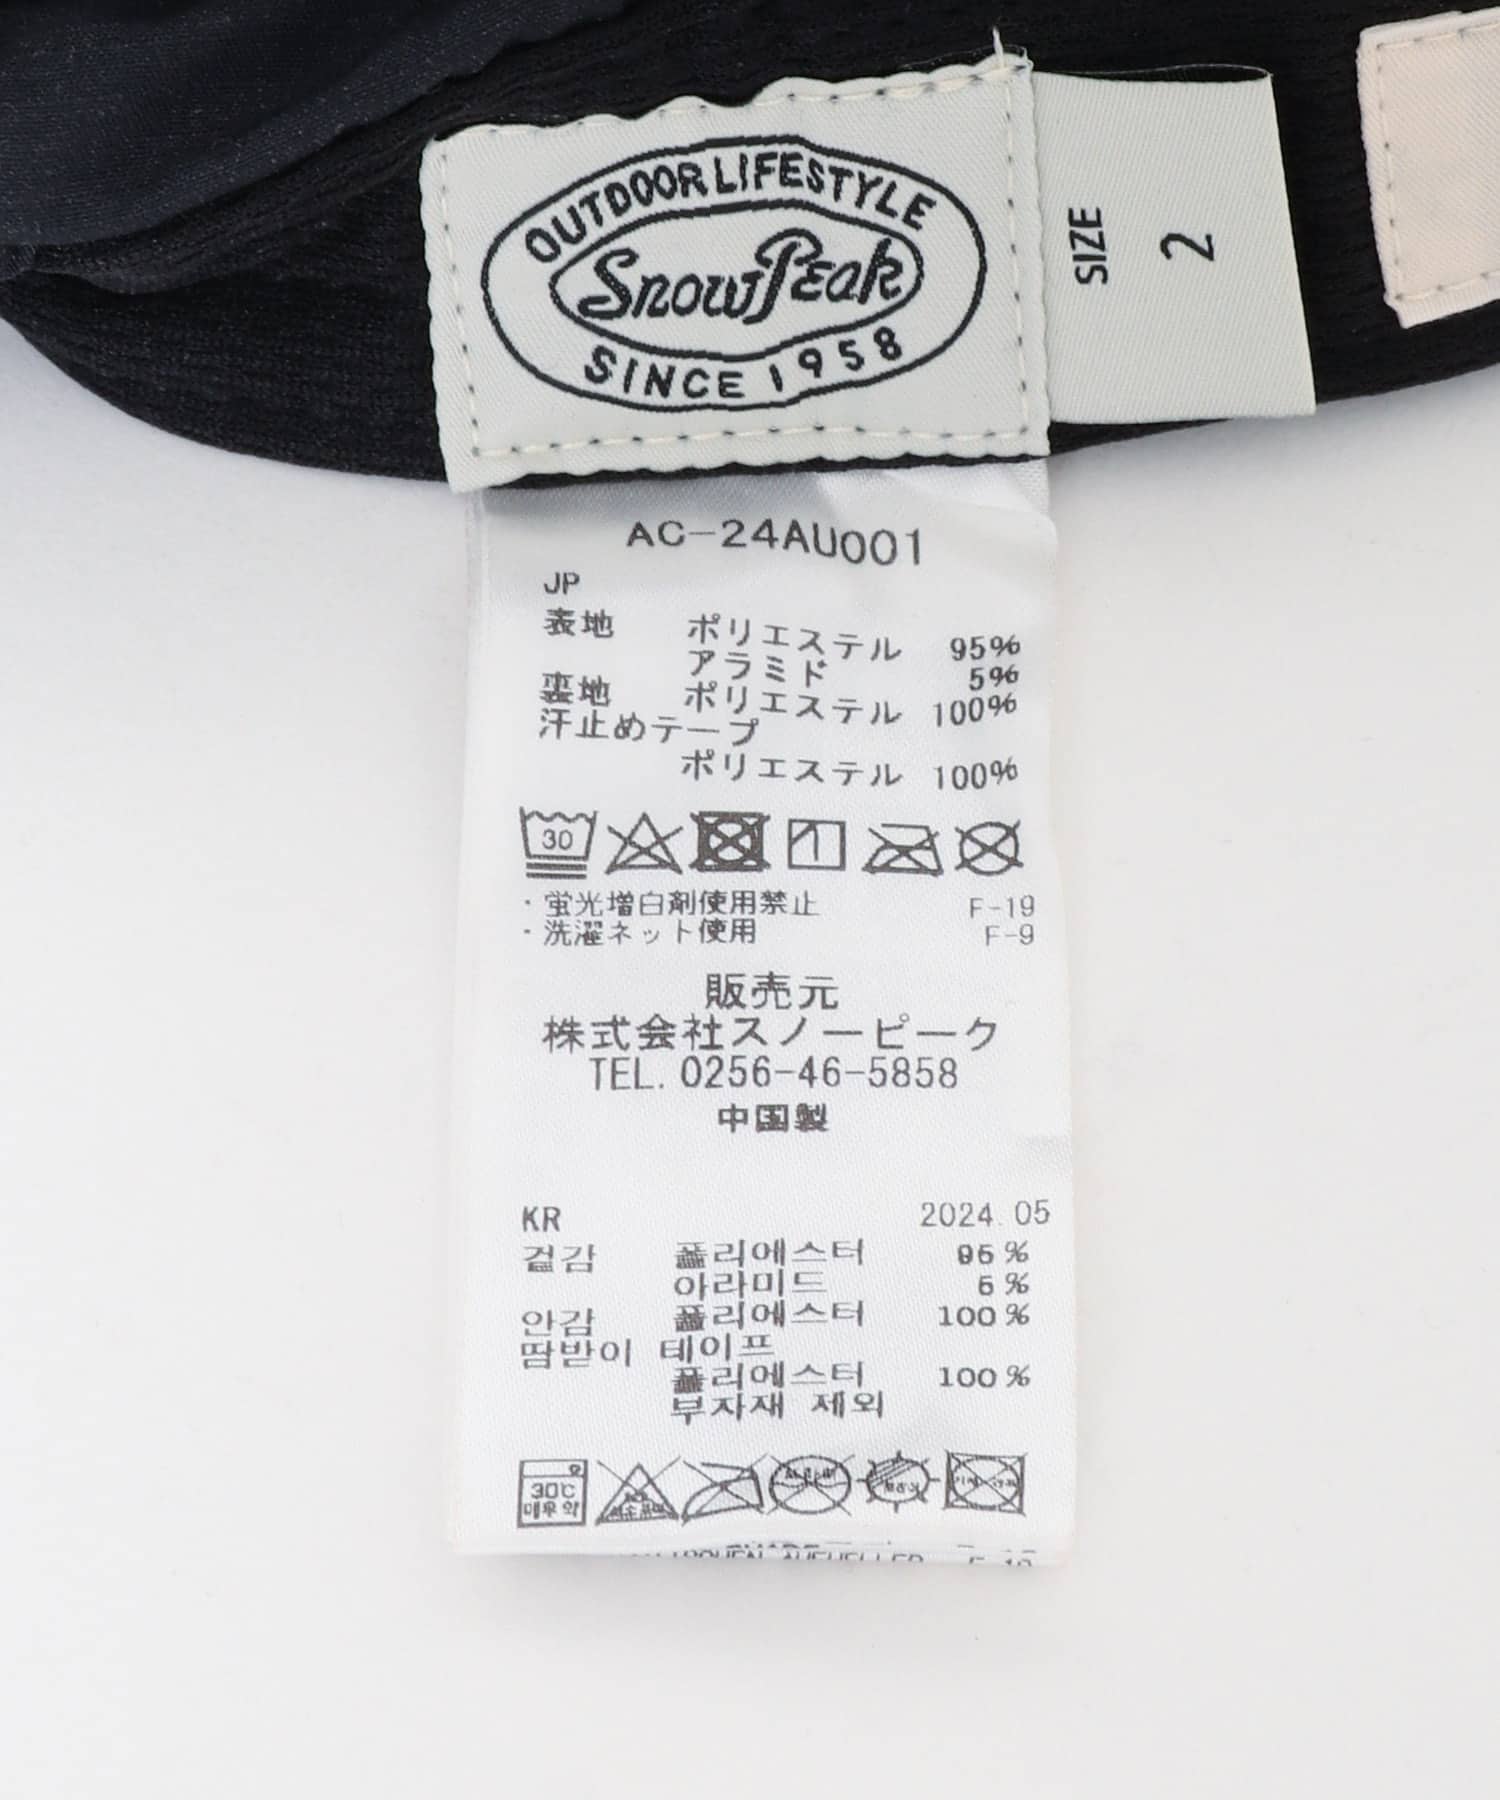 OUTDOOR LIFESTYLE
Snow Peak
SINCE 1958
SIZE
2
AC-24AU001
JP
表地 ポリエステル 95%
アラミド 5%
裏地 ポリエステル 100%
汗止めテープ
ポリエステル 100%
30
・蛍光増白剤使用禁止 F-19
・洗濯ネット使用 F-9
販売元
株式会社スノーピーク
TEL. 0256-46-5858
中国製
KR 2024.05
겉감 폴리에스터 95%
아라미드 5%
안감 폴리에스터 100%
땀받이 테이프
폴리에스터 100%
부자재 제외
30℃